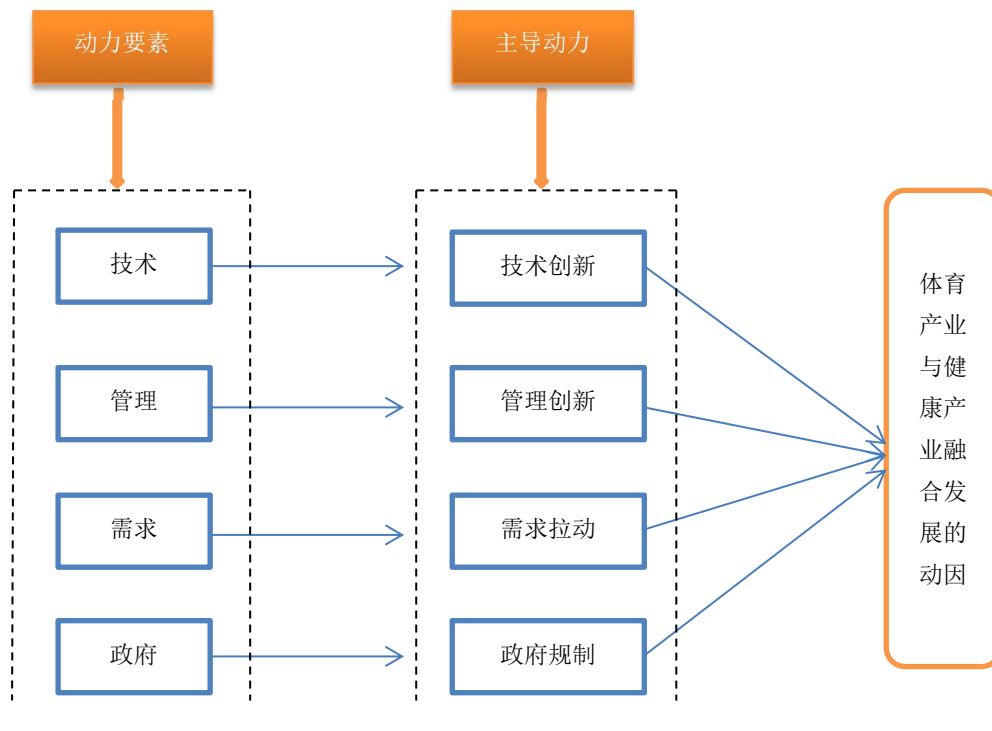 动力要素
主导动力
技术
技术创新
管理
管理创新
需求
需求拉动
政府
政府规制
体育
产业
与健
康产
业融
合发
展的
动因